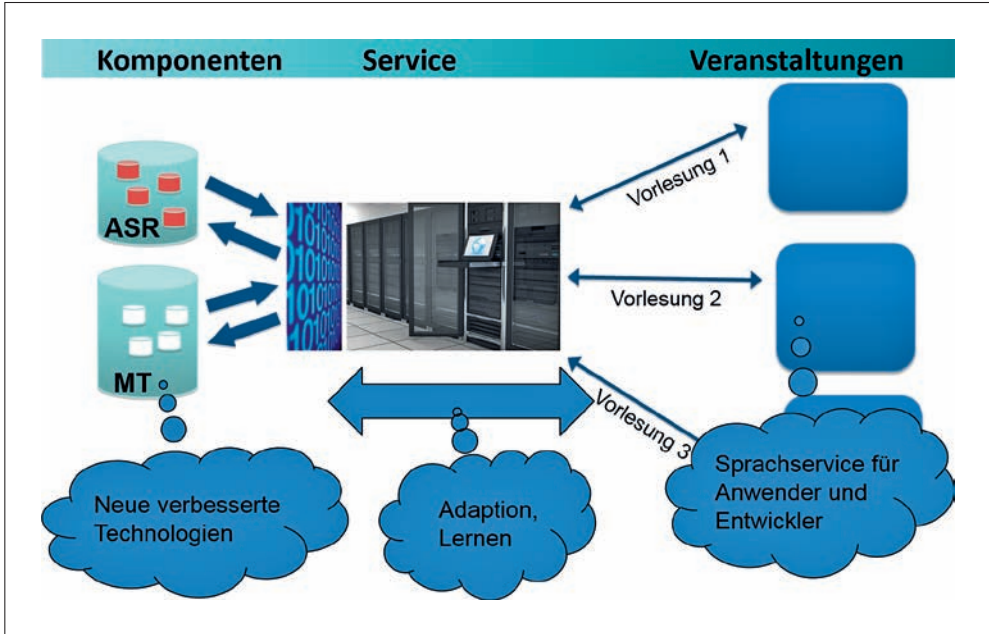 Komponenten Service Veranstaltungen
ASR
MT
Vorlesung 1
Vorlesung 2
Vorlesung 3
Neue verbesserte
Technologien
Adaption,
Lernen
Sprachservice für
Anwender und
Entwickler